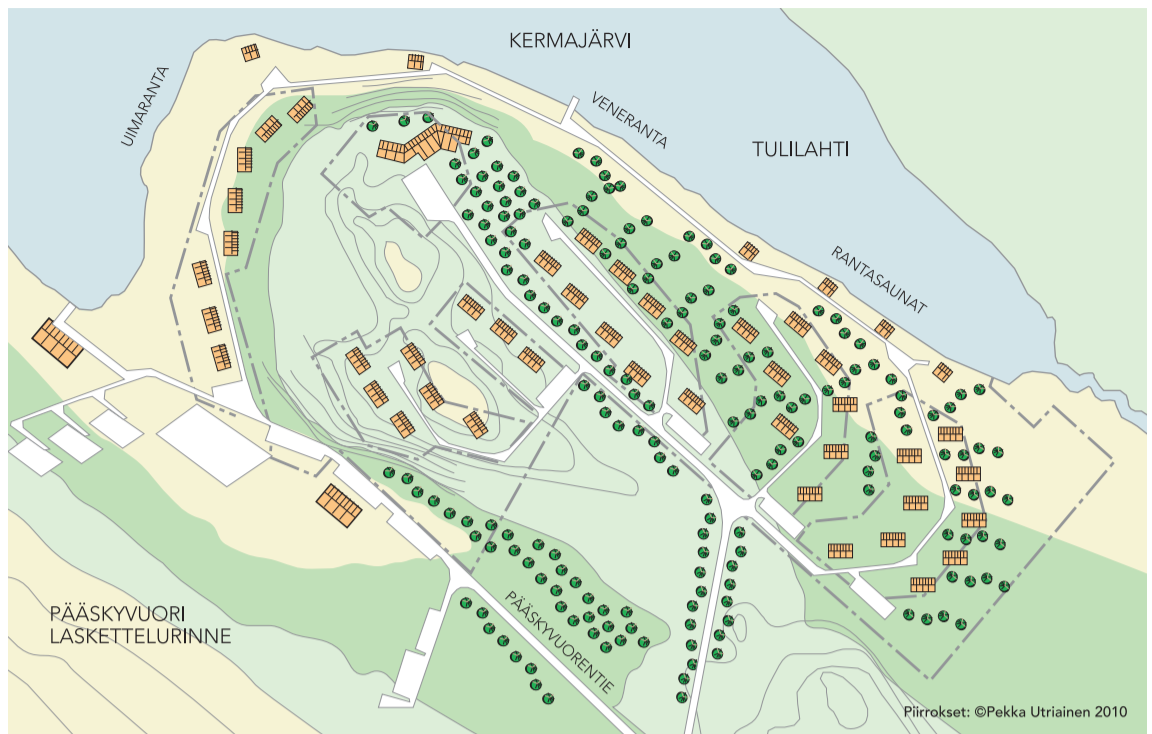 KERMAJÄRVI
UIMARANTA
VENERANTA
TULILAHTI
RANTASAUNAT
PÄÄSKYVUORI
LASKETTELURINNE
PÄÄSKYVUORENTIE
Piirrokset: ©Pekka Utriainen 2010